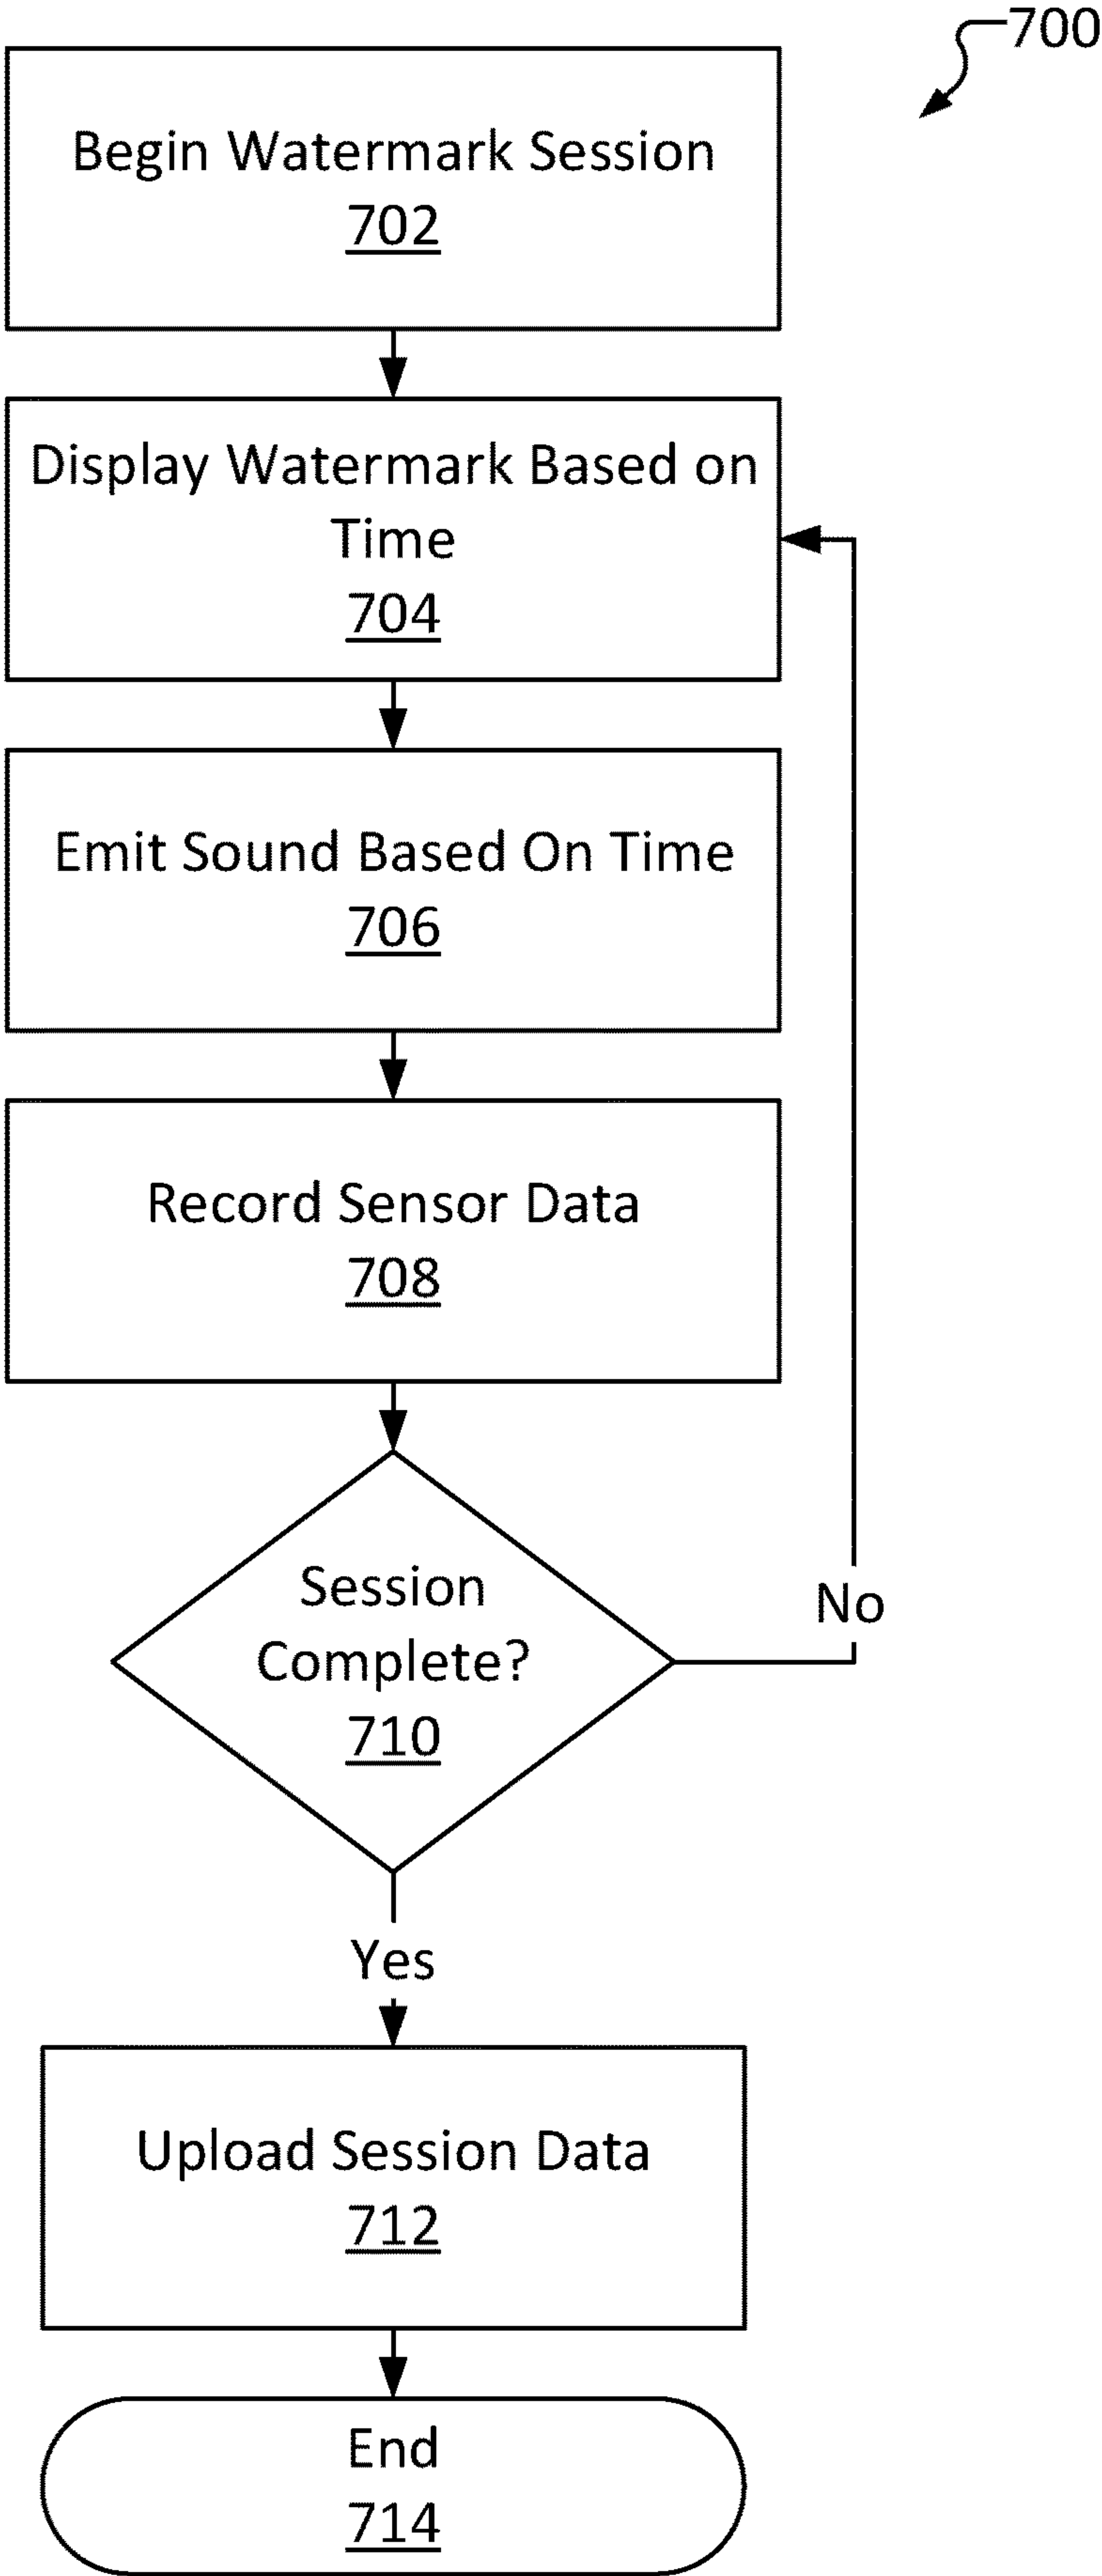 700
Begin Watermark Session
702
Display Watermark Based on
Time
704
Emit Sound Based On Time
706
Record Sensor Data
708
Session
Complete?
710
No
Yes
Upload Session Data
712
End
714